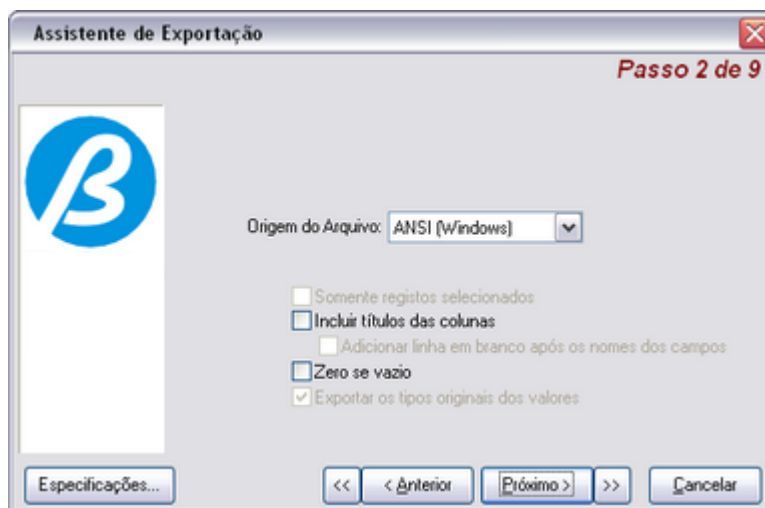 Assistente de Exportação
Passo 2 de 9
Origem do Arquivo: ANSI (Windows)
Somente registos selecionados
Incluir títulos das colunas
Adicionar linha em branco após os nomes dos campos
Zero se vazio
Exportar os tipos originais dos valores
Especificações... << < Anterior Próximo > >> Cancelar